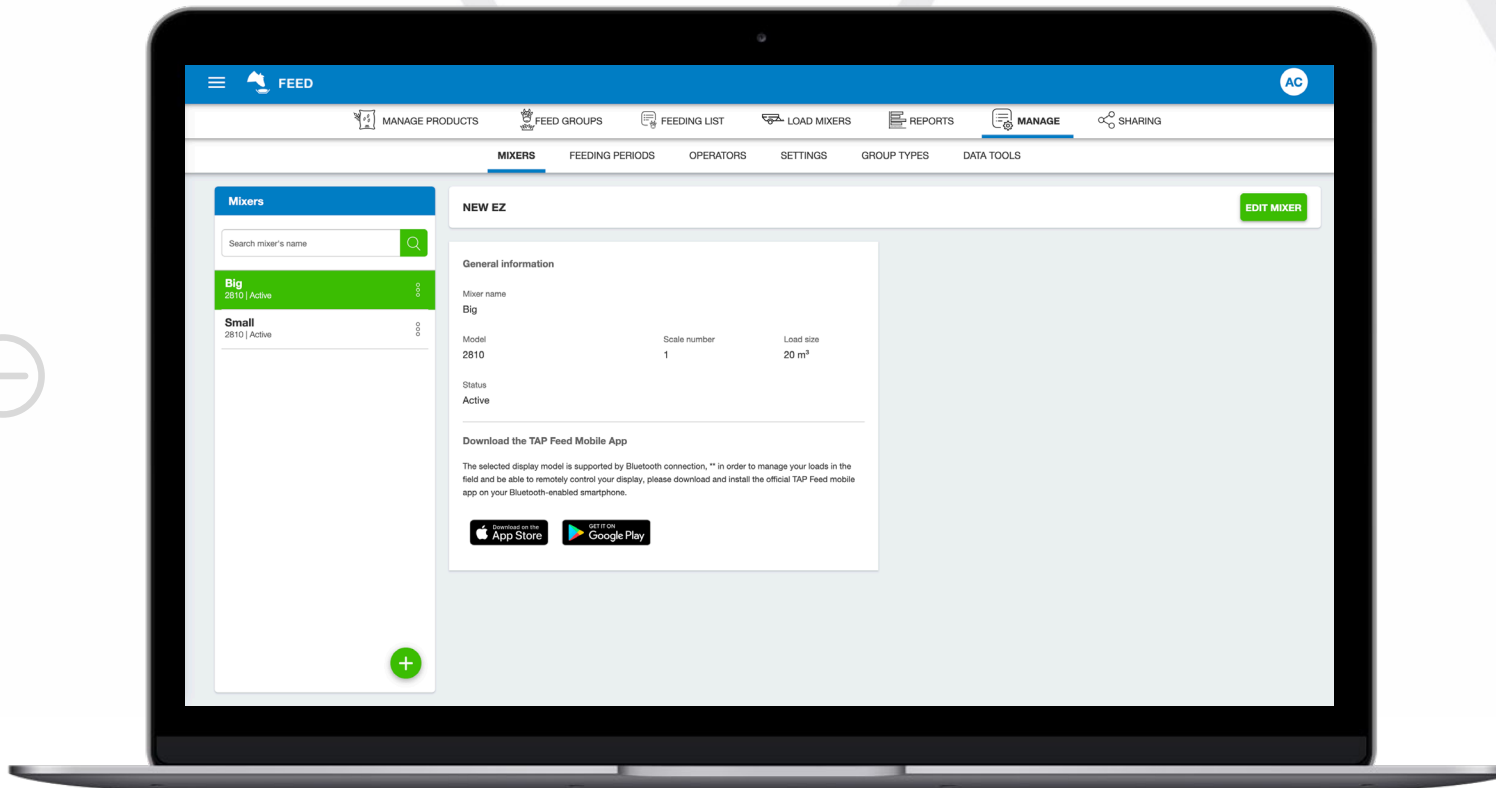 FEED
AC
MANAGE PRODUCTS
FEED GROUPS
FEEDING LIST
LOAD MIXERS
REPORTS
MANAGE
SHARING
MIXERS
FEEDING PERIODS
OPERATORS
SETTINGS
GROUP TYPES
DATA TOOLS
Mixers
Search mixer's name
Big
2810 | Active
Small
2810 | Active
NEW EZ
EDIT MIXER
General information
Mixer name
Big
Model
Scale number
Load size
2810
1
20 m³
Status
Active
Download the TAP Feed Mobile App
The selected display model is supported by Bluetooth connection, ** in order to manage your loads in the
field and be able to remotely control your display, please download and install the official TAP Feed mobile
app on your Bluetooth-enabled smartphone.
Download on the
App Store
GET IT ON
Google Play